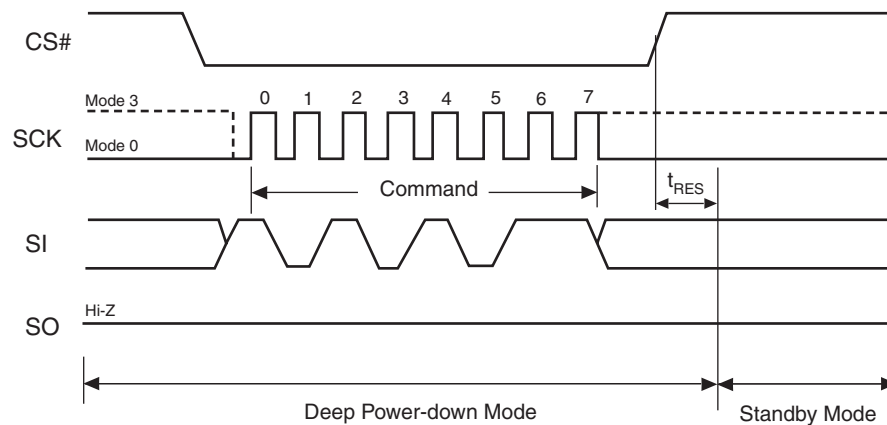 CS#
Mode 3
0 1 2 3 4 5 6 7
SCK
Mode 0
Command
tRES
SI
Hi-Z
SO
Deep Power-down Mode
Standby Mode